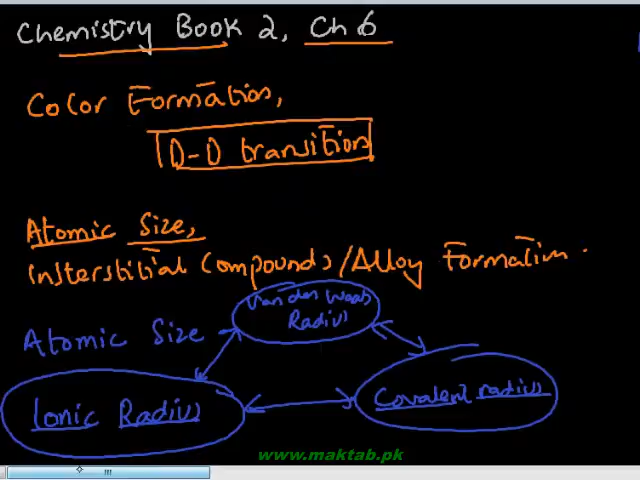 Chemistry Book 2, Ch 6
Color Formation,
D-D transition
Atomic Size,
Insterstitial Compounds/Alloy Formation.
Van der Waals
Radius
Atomic Size
Covalent radius
Ionic Radius
www.maktab.pk